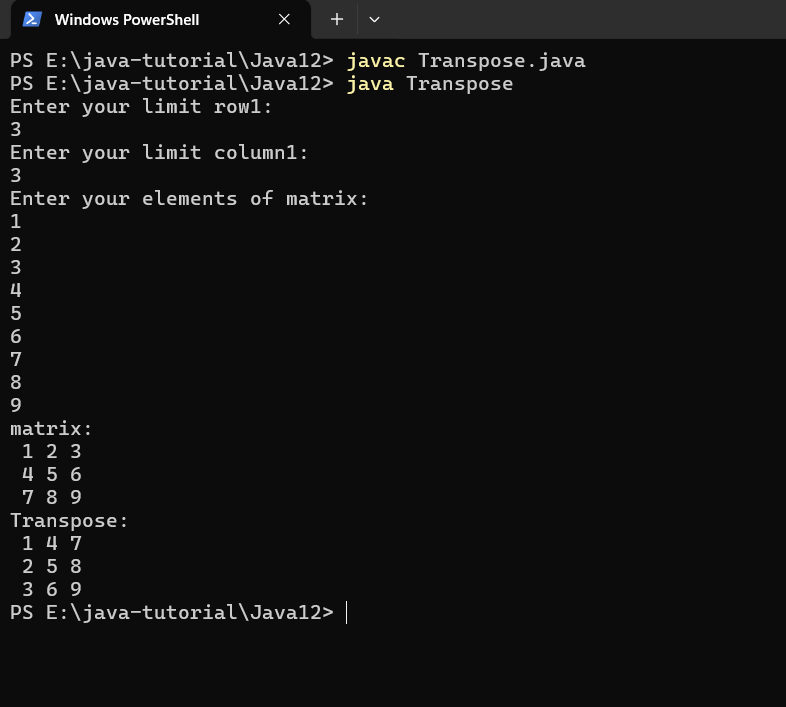 Windows PowerShell
PS E:\java-tutorial\Java12> javac Transpose.java
PS E:\java-tutorial\Java12> java Transpose
Enter your limit row1:
3
Enter your limit column1:
3
Enter your elements of matrix:
1
2
3
4
5
6
7
8
9
matrix:
 1 2 3
 4 5 6
 7 8 9
Transpose:
 1 4 7
 2 5 8
 3 6 9
PS E:\java-tutorial\Java12>